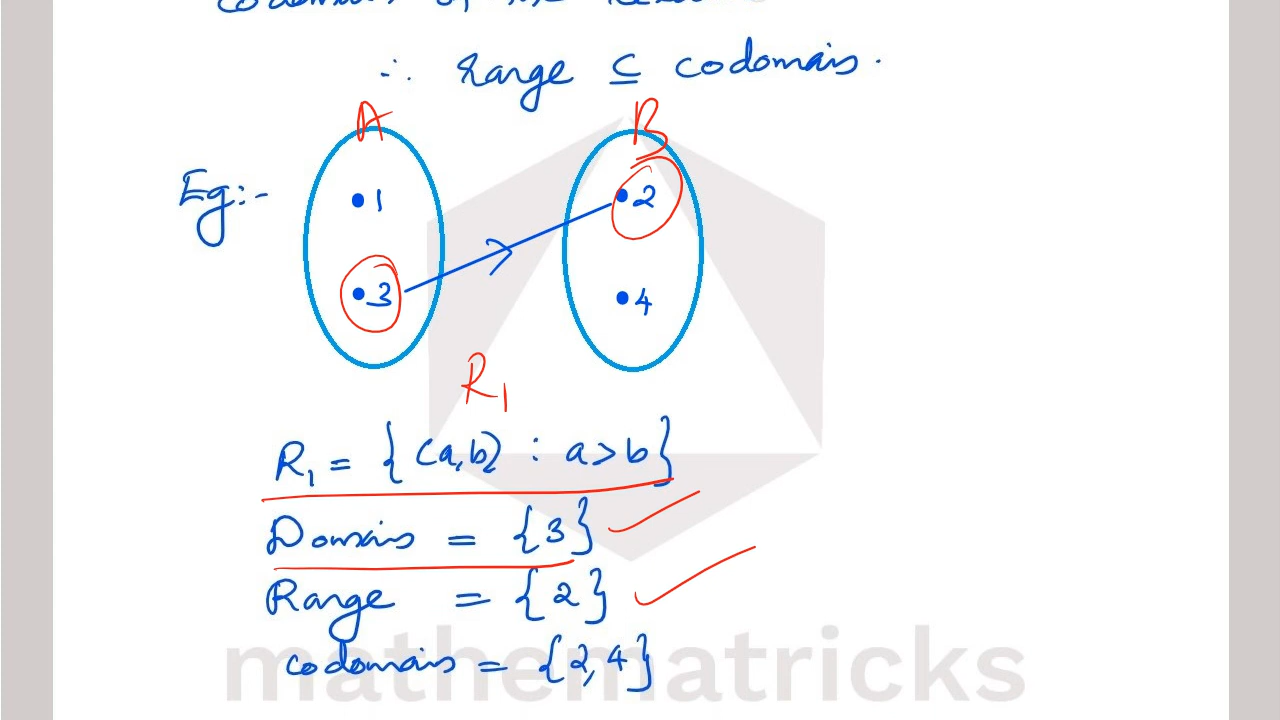 ∴ Range ⊆ codomain.
A B
Eg:-
1 2
3 4
R₁
R₁ = {(a,b) : a>b}
Domain = {3}
Range = {2}
codomain = {2,4}
mathematricks